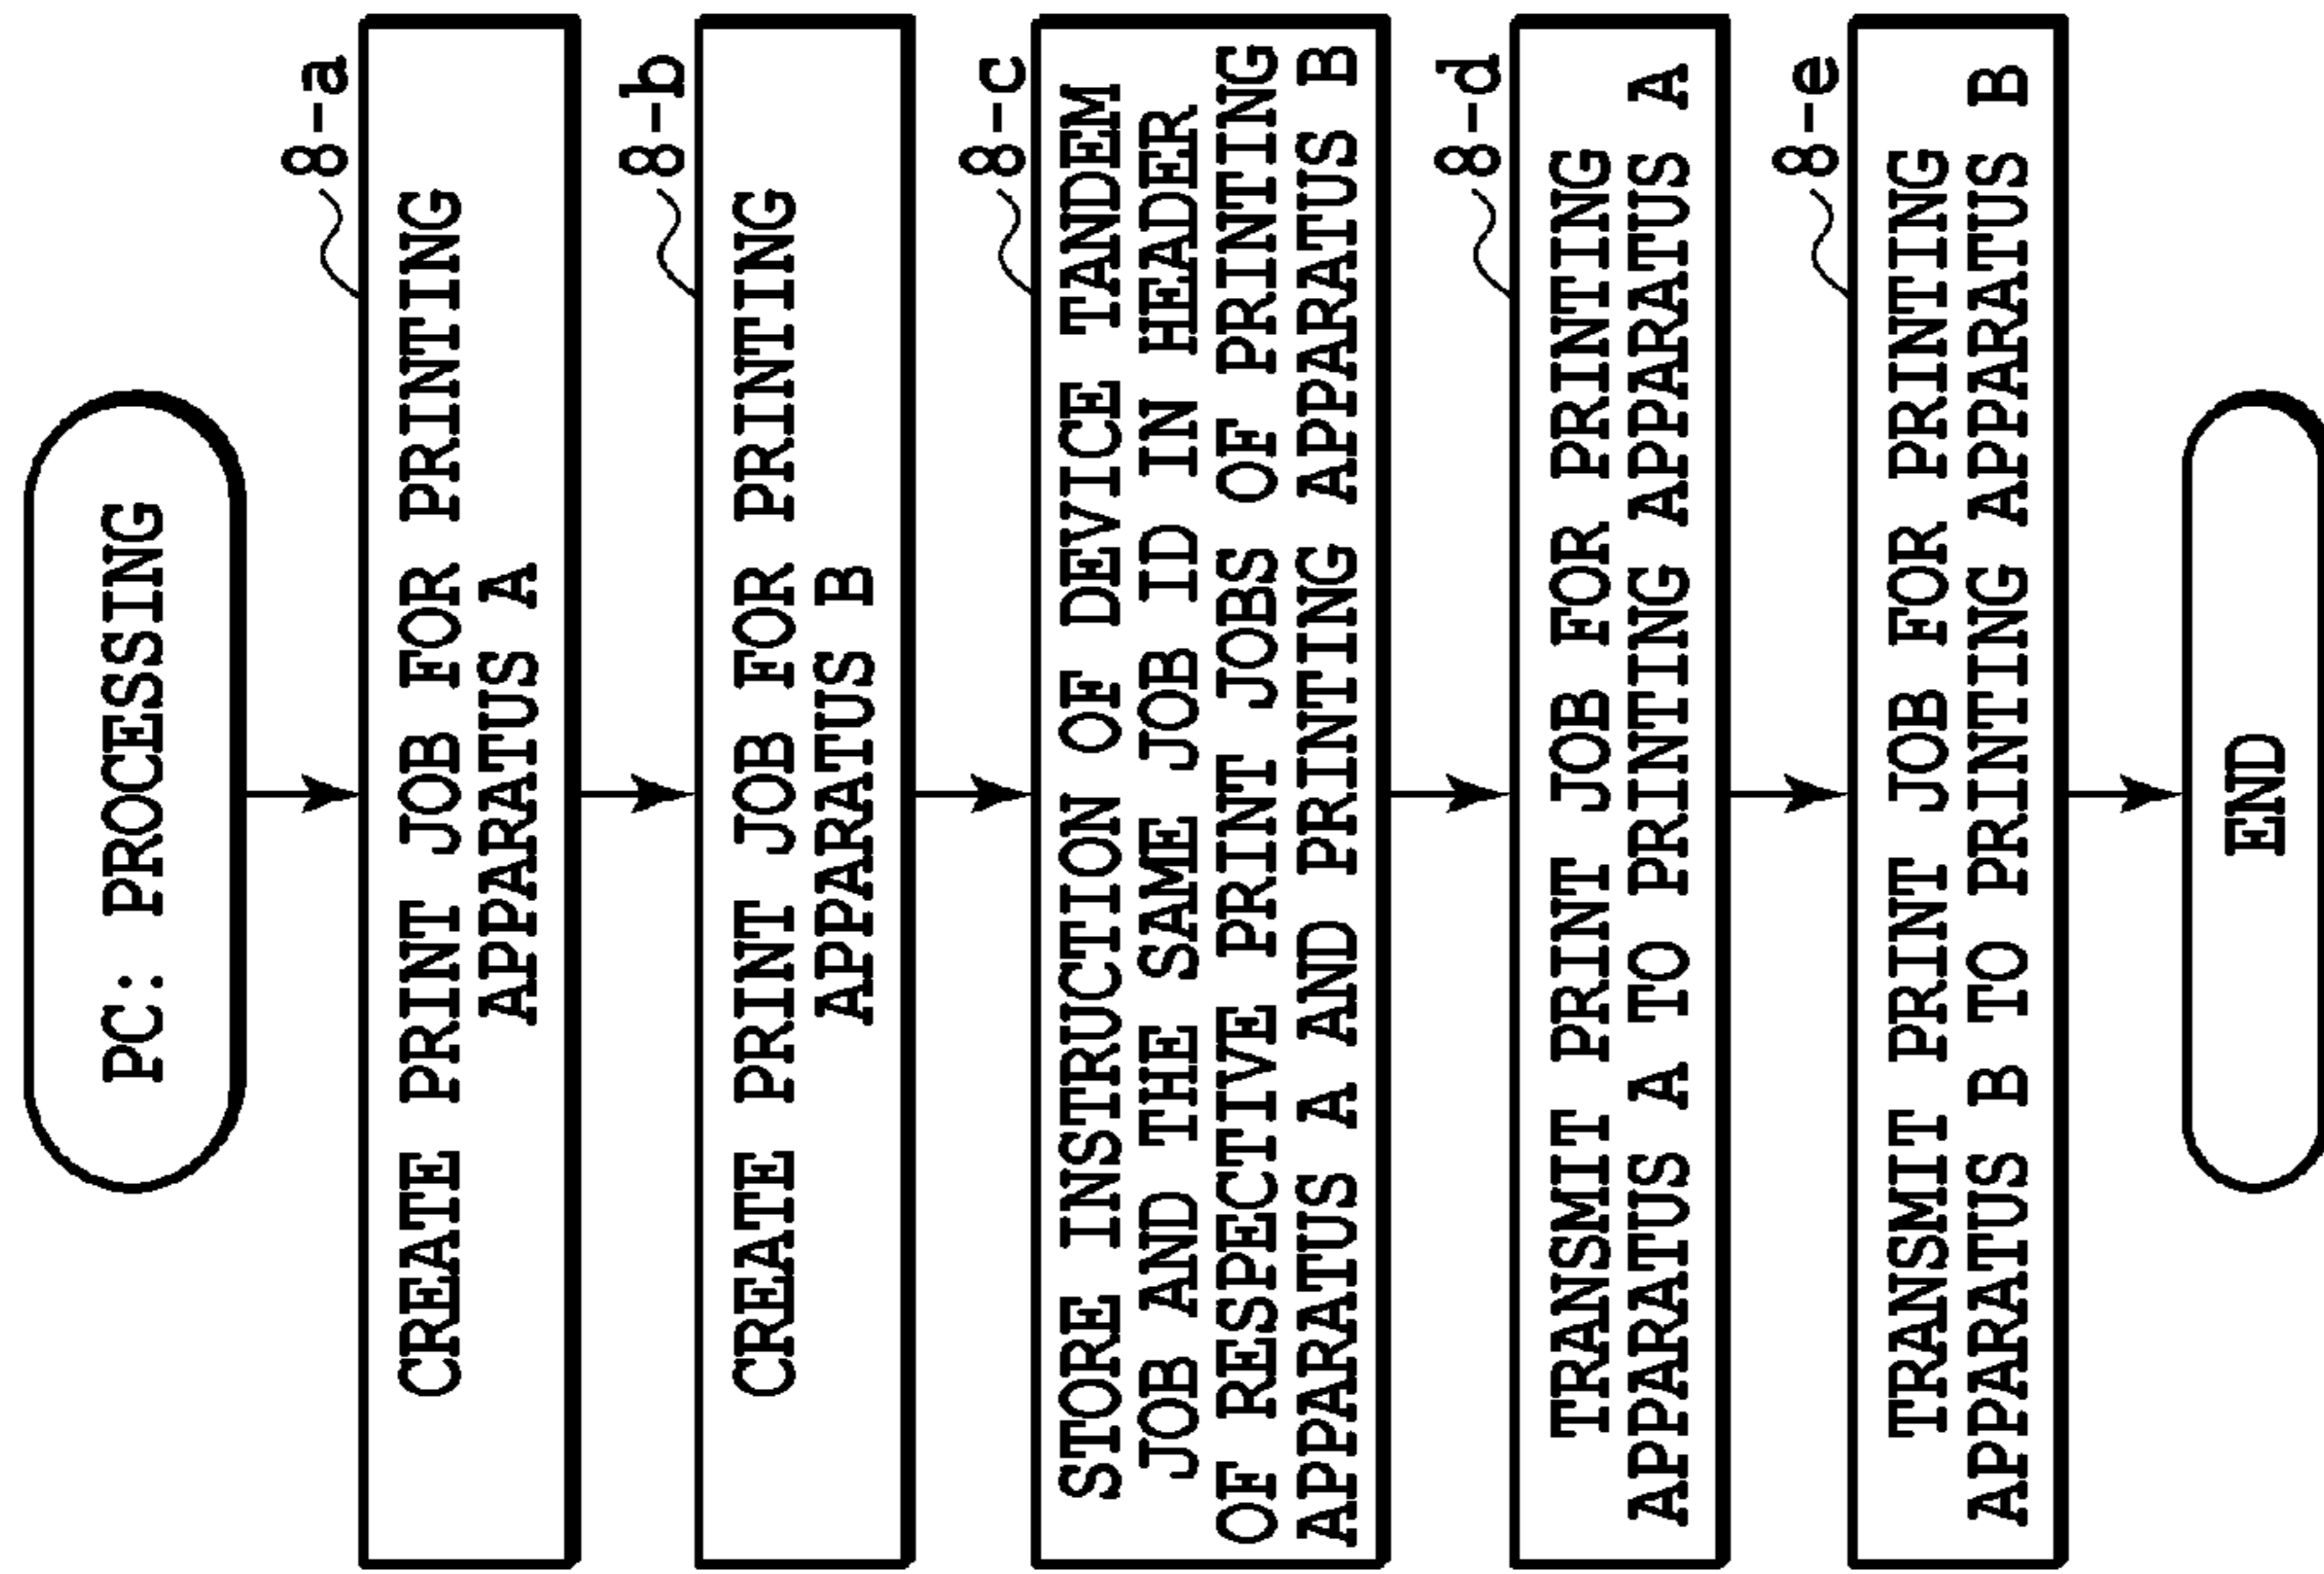 PC: PROCESSING
8-a
CREATE PRINT JOB FOR PRINTING
APPARATUS A
8-b
CREATE PRINT JOB FOR PRINTING
APPARATUS B
8-c
STORE INSTRUCTION OF DEVICE TANDEM
JOB AND THE SAME JOB ID IN HEADER
OF RESPECTIVE PRINT JOBS OF PRINTING
APPARATUS A AND PRINTING APPARATUS B
8-d
TRANSMIT PRINT JOB FOR PRINTING
APPARATUS A TO PRINTING APPARATUS A
8-e
TRANSMIT PRINT JOB FOR PRINTING
APPARATUS B TO PRINTING APPARATUS B
END